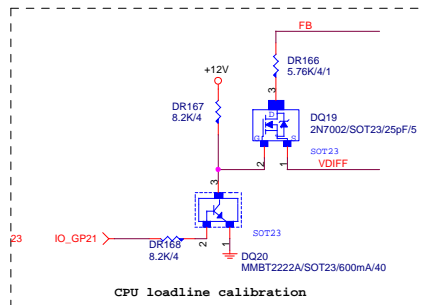 FB
DR166
5.76K/4/1
+12V
3
DR167
8.2K/4
D
DQ19
2N7002/SOT23/25pF/5
G
S
SOT23
2
1
VDIFF
3
23
IO_GP21
SOT23
DR168
8.2K/4
2
1
DQ20
MMBT2222A/SOT23/600mA/40
CPU loadline calibration